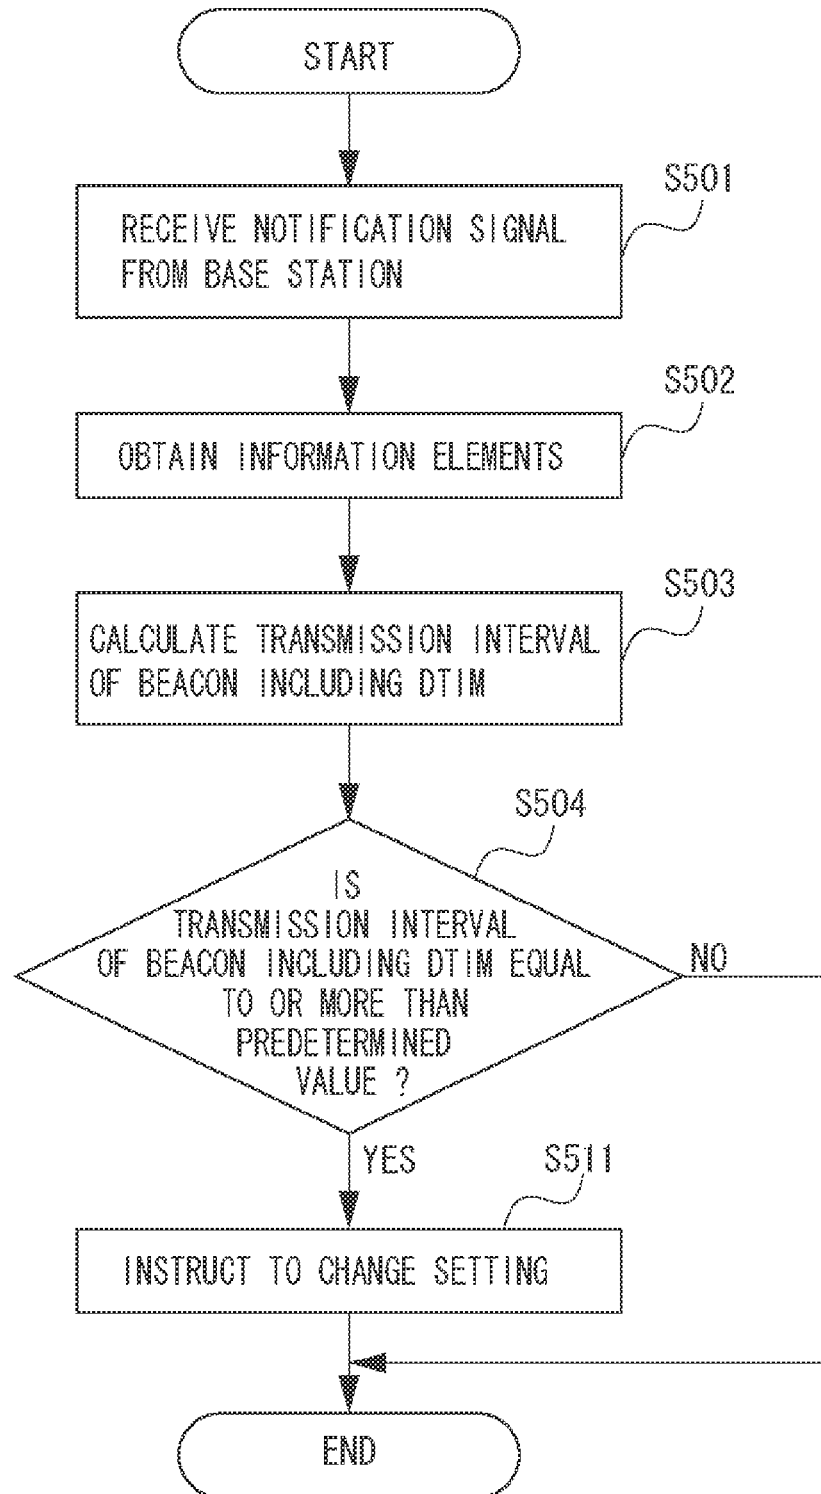 START
S501
RECEIVE NOTIFICATION SIGNAL
FROM BASE STATION
S502
OBTAIN INFORMATION ELEMENTS
S503
CALCULATE TRANSMISSION INTERVAL
OF BEACON INCLUDING DTIM
S504
IS
TRANSMISSION INTERVAL
OF BEACON INCLUDING DTIM EQUAL
TO OR MORE THAN
PREDETERMINED
VALUE ?
NO
YES
S511
INSTRUCT TO CHANGE SETTING
END